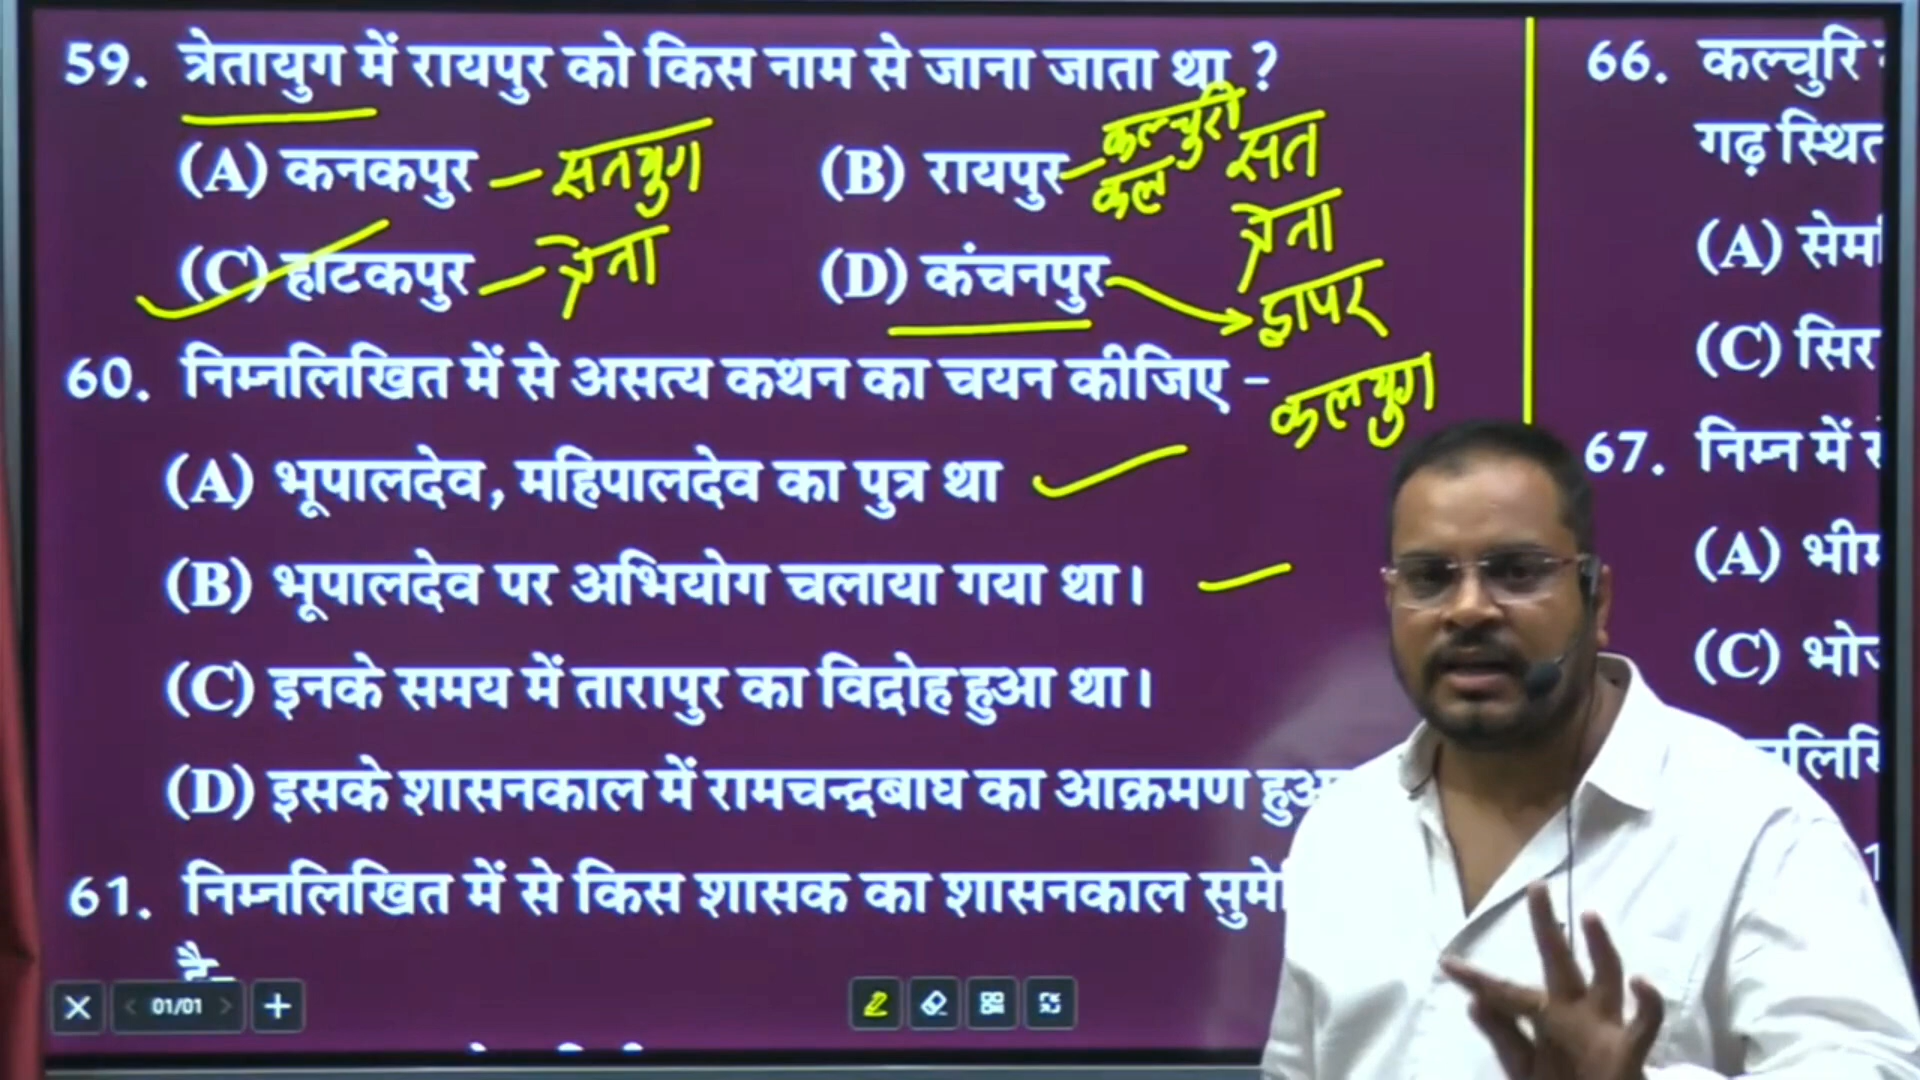 59. त्रेतायुग में रायपुर को किस नाम से जाना जाता था ?
(A) कनकपुर – सतयुग
(B) रायपुर – कल्चुरी
कल
सत
त्रेता
(C) हाटकपुर – त्रेता
(D) कंचनपुर → द्वापर
कलयुग
60. निम्नलिखित में से असत्य कथन का चयन कीजिए -
(A) भूपालदेव, महिपालदेव का पुत्र था
(B) भूपालदेव पर अभियोग चलाया गया था।
(C) इनके समय में तारापुर का विद्रोह हुआ था।
(D) इसके शासनकाल में रामचन्द्रबाघ का आक्रमण
61. निम्नलिखित में से किस शासक का शासनकाल
है-
01/01
66. कल्चुरि
गढ़
(A)
(C)
67. निम्न में
(A)
(C)